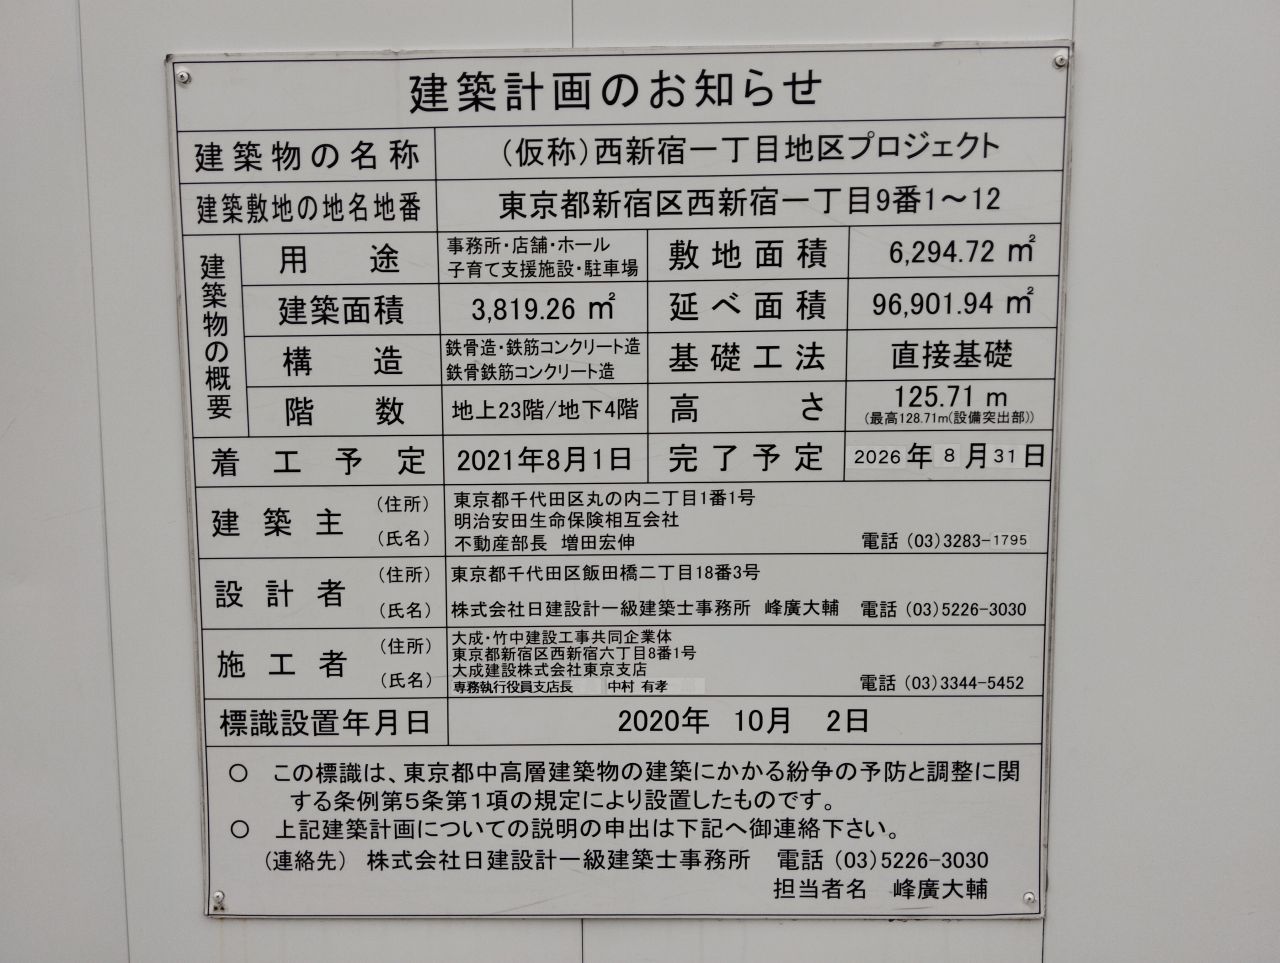 建築計画のお知らせ
建築物の名称 (仮称)西新宿一丁目地区プロジェクト
建築敷地の地名地番 東京都新宿区西新宿一丁目9番1～12
建築物の概要
用途 事務所・店舗・ホール
子育て支援施設・駐車場
敷地面積 6,294.72 ㎡
建築面積 3,819.26 ㎡
延べ面積 96,901.94 ㎡
構造 鉄骨造・鉄筋コンクリート造
鉄骨鉄筋コンクリート造
基礎工法 直接基礎
階数 地上23階/地下4階
高さ 125.71 m
(最高128.71m(設備突出部))
着工予定 2021年8月1日
完了予定 2026年8月31日
建築主 (住所) 東京都千代田区丸の内二丁目1番1号
明治安田生命保険相互会社
(氏名) 不動産部長 増田宏伸 電話 (03)3283-1795
設計者 (住所) 東京都千代田区飯田橋二丁目18番3号
(氏名) 株式会社日建設計一級建築士事務所 峰廣大輔 電話 (03)5226-3030
施工者 (住所) 大成・竹中建設工事共同企業体
東京都新宿区西新宿六丁目8番1号
大成建設株式会社東京支店
(氏名) 専務執行役員支店長 中村 有孝 電話 (03)3344-5452
標識設置年月日 2020年 10月 2日
○ この標識は、東京都中高層建築物の建築にかかる紛争の予防と調整に関
する条例第5条第1項の規定により設置したものです。
○ 上記建築計画についての説明の申出は下記へ御連絡下さい。
(連絡先) 株式会社日建設計一級建築士事務所 電話 (03)5226-3030
担当者名 峰廣大輔